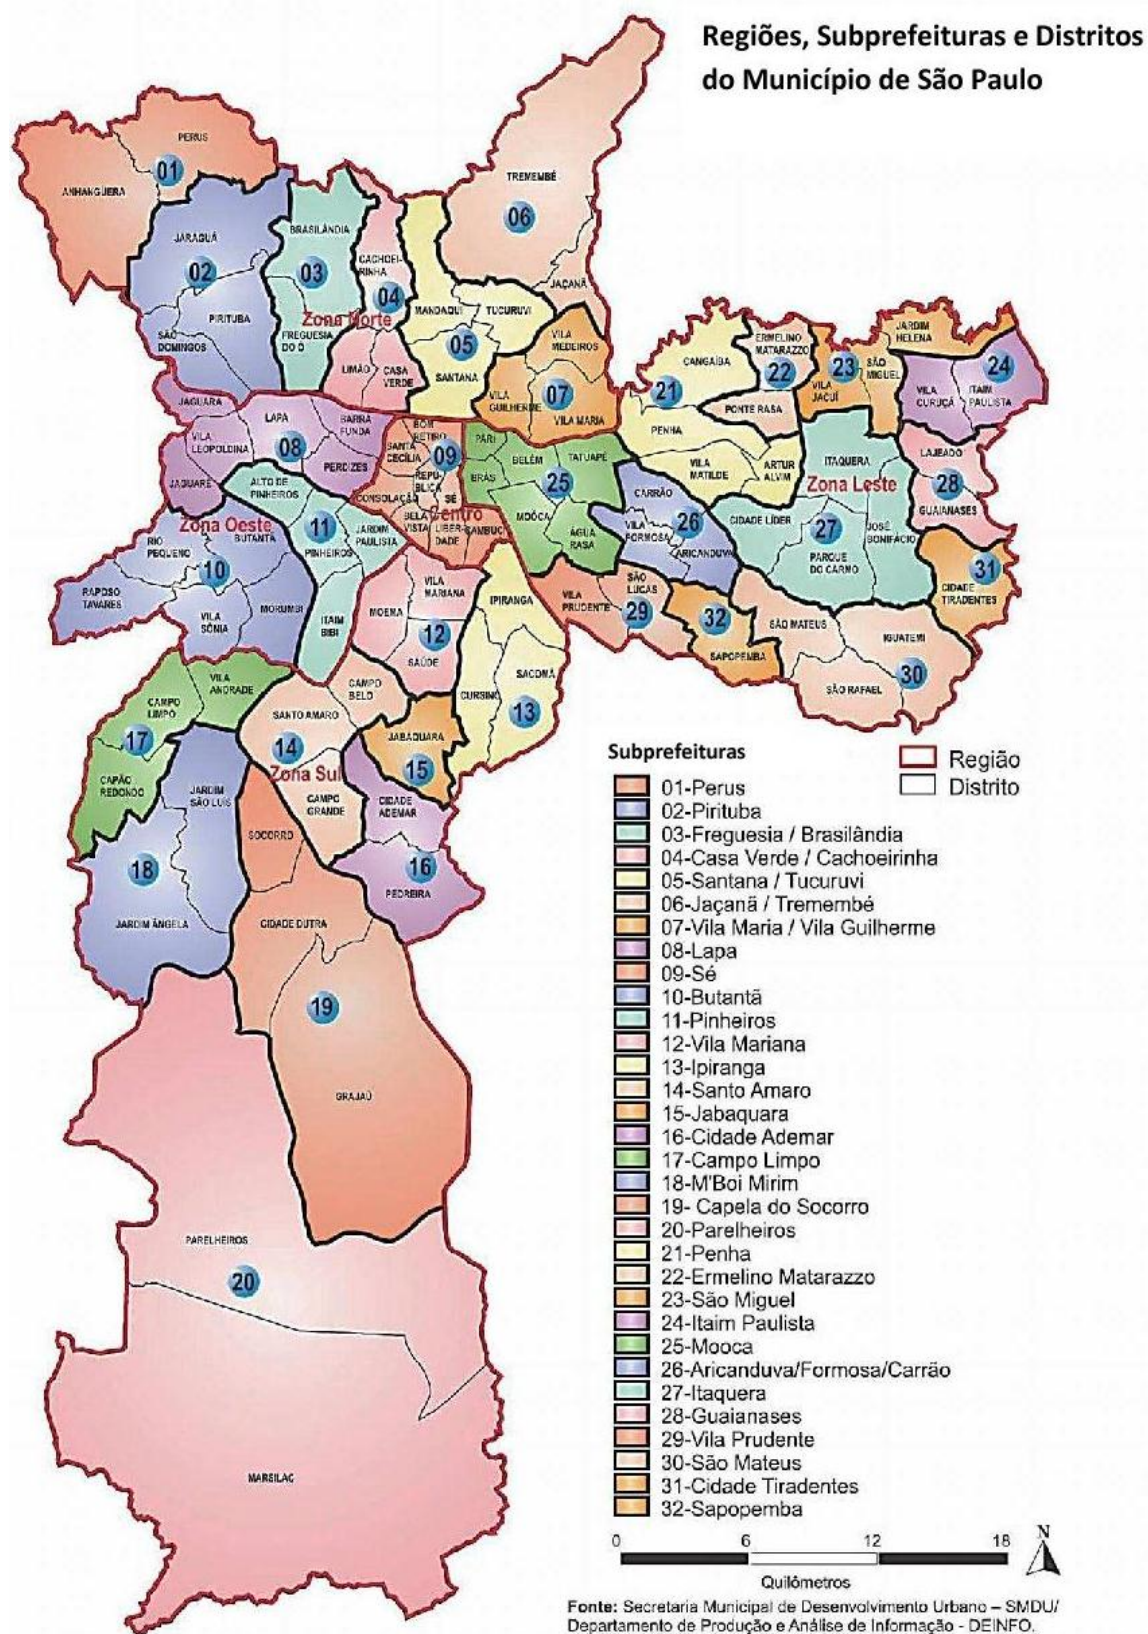 Regiões, Subprefeituras e Distritos
do Município de São Paulo
PERUS
01
ANHANGUERA
TREMEMBÉ
06
JAÇANÃ
JARAGUÁ
02
PIRITUBA
SÃO
DOMINGOS
BRASILÂNDIA
03
Zona Norte
FREGUESIA
DO Ó
CACHOEI-
RINHA
04
LIMÃO
CASA
VERDE
MANDAQUI
TUCURUVI
05
SANTANA
VILA
MEDEIROS
07
VILA
GUILHERME
VILA MARIA
CANGAÍBA
21
PENHA
VILA
MATILDE
ARTUR
ALVIM
ERMELINO
MATARAZZO
22
PONTE RASA
JARDIM
HELENA
23
SÃO
MIGUEL
VILA
JACUÍ
24
VILA
CURUÇÁ
ITAIM
PAULISTA
JAGUARA
LAPA
BARRA
FUNDA
VILA
LEOPOLDINA
08
PERDIZES
JAGUARÉ
BOM
RETIRO
SANTA
CECÍLIA
09
REPÚ-
BLICA
SÉ
CONSOLAÇÃO
Centro
BELA
VISTA
LIBER-
DADE
CAMBUCI
PARI
BELÉM
TATUAPÉ
BRÁS
25
MOÓCA
ÁGUA
RASA
CARRÃO
VILA
FORMOSA
26
ARICANDUVA
ITAQUERA
Zona Leste
CIDADE LÍDER
27
JOSÉ
BONIFÁCIO
PARQUE
DO CARMO
LAJEADO
28
GUAIANASES
31
CIDADE
TIRADENTES
ALTO DE
PINHEIROS
11
PINHEIROS
JARDIM
PAULISTA
ITAIM
BIBI
Zona Oeste
BUTANTÃ
RIO
PEQUENO
10
RAPOSO
TAVARES
VILA
SÔNIA
MORUMBI
VILA
MARIANA
MOEMA
12
SAÚDE
IPIRANGA
SACOMÃ
CURSINO
13
VILA
PRUDENTE
SÃO
LUCAS
29
32
SAPOPEMBA
SÃO MATEUS
IGUATEMI
SÃO RAFAEL
30
VILA
ANDRADE
CAMPO
LIMPO
17
CAPÃO
REDONDO
CAMPO
BELO
SANTO AMARO
14
Zona Sul
CAMPO
GRANDE
JABAQUARA
15
CIDADE
ADEMAR
16
PEDREIRA
JARDIM
SÃO LUÍS
18
JARDIM ÂNGELA
SOCORRO
CIDADE DUTRA
19
GRAJAÚ
PARELHEIROS
20
MARSILAC
Subprefeituras
01-Perus
02-Pirituba
03-Freguesia / Brasilândia
04-Casa Verde / Cachoeirinha
05-Santana / Tucuruvi
06-Jaçanã / Tremembé
07-Vila Maria / Vila Guilherme
08-Lapa
09-Sé
10-Butantã
11-Pinheiros
12-Vila Mariana
13-Ipiranga
14-Santo Amaro
15-Jabaquara
16-Cidade Ademar
17-Campo Limpo
18-M'Boi Mirim
19- Capela do Socorro
20-Parelheiros
21-Penha
22-Ermelino Matarazzo
23-São Miguel
24-Itaim Paulista
25-Mooca
26-Aricanduva/Formosa/Carrão
27-Itaquera
28-Guaianases
29-Vila Prudente
30-São Mateus
31-Cidade Tiradentes
32-Sapopemba
Região
Distrito
0 6 12 18
Quilômetros
N
Fonte: Secretaria Municipal de Desenvolvimento Urbano – SMDU/
Departamento de Produção e Análise de Informação - DEINFO.